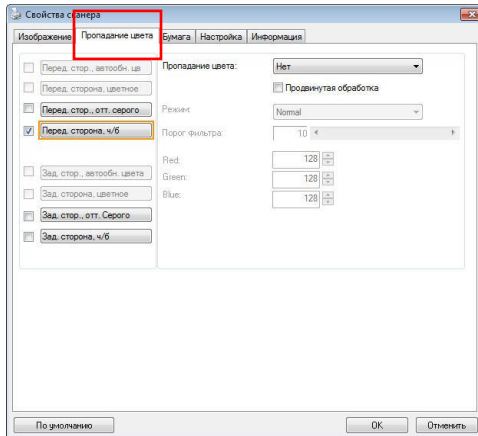 Свойства сканера
Изображение Пропадание цвета Бумага Настройка Информация
Перед. стор., автообн. цв
Перед. сторона, цветное
Перед. стор., отт. серого
Перед. сторона, ч/б
Зад. стор., автообн. цвета
Зад. сторона, цветное
Зад. стор., отт. Серого
Зад. сторона, ч/б
Пропадание цвета: Нет
Продвинутая обработка
Режим: Normal
Порог Фильтра: 10
Red: 128
Green: 128
Blue: 128
По умолчанию OK Отменить